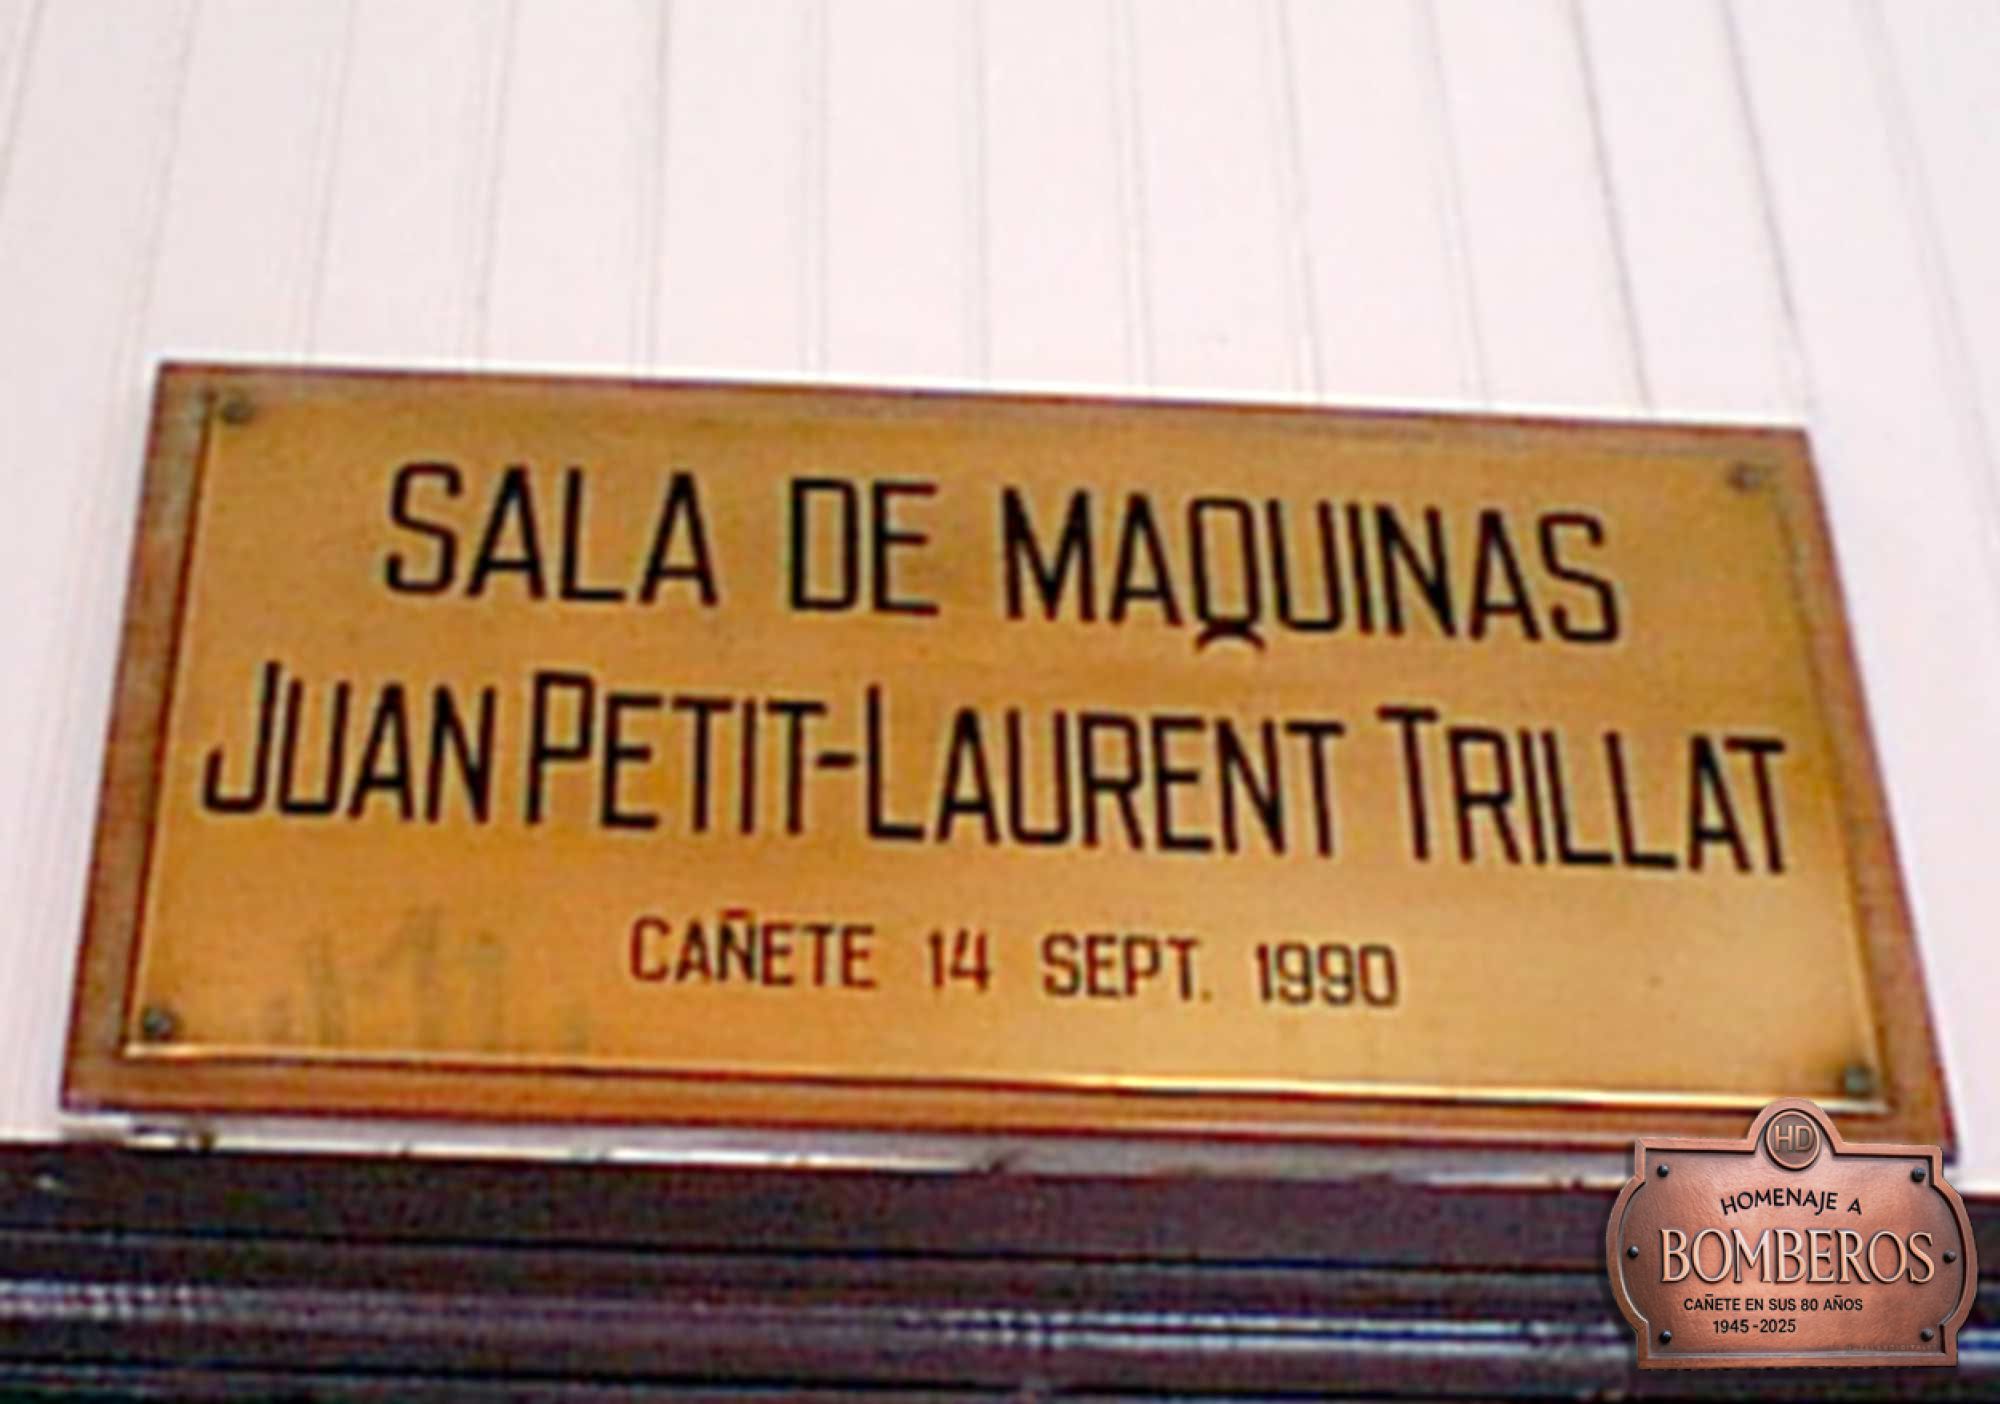 SALA DE MAQUINAS
JUAN PETIT-LAURENT TRILLAT
CAÑETE 14 SEPT. 1990
HD
HOMENAJE A
BOMBEROS
CAÑETE EN SUS 80 AÑOS
1945-2025